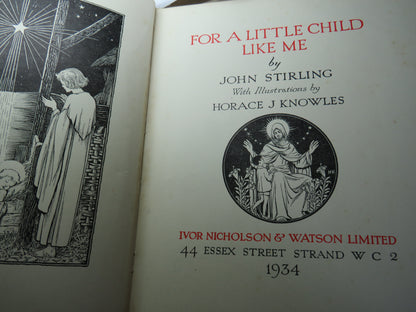 FOR A LITTLE CHILD
LIKE ME
by
JOHN STIRLING
With Illustrations by
HORACE J KNOWLES
IVOR NICHOLSON & WATSON LIMITED
44 ESSEX STREET STRAND W C 2
1934